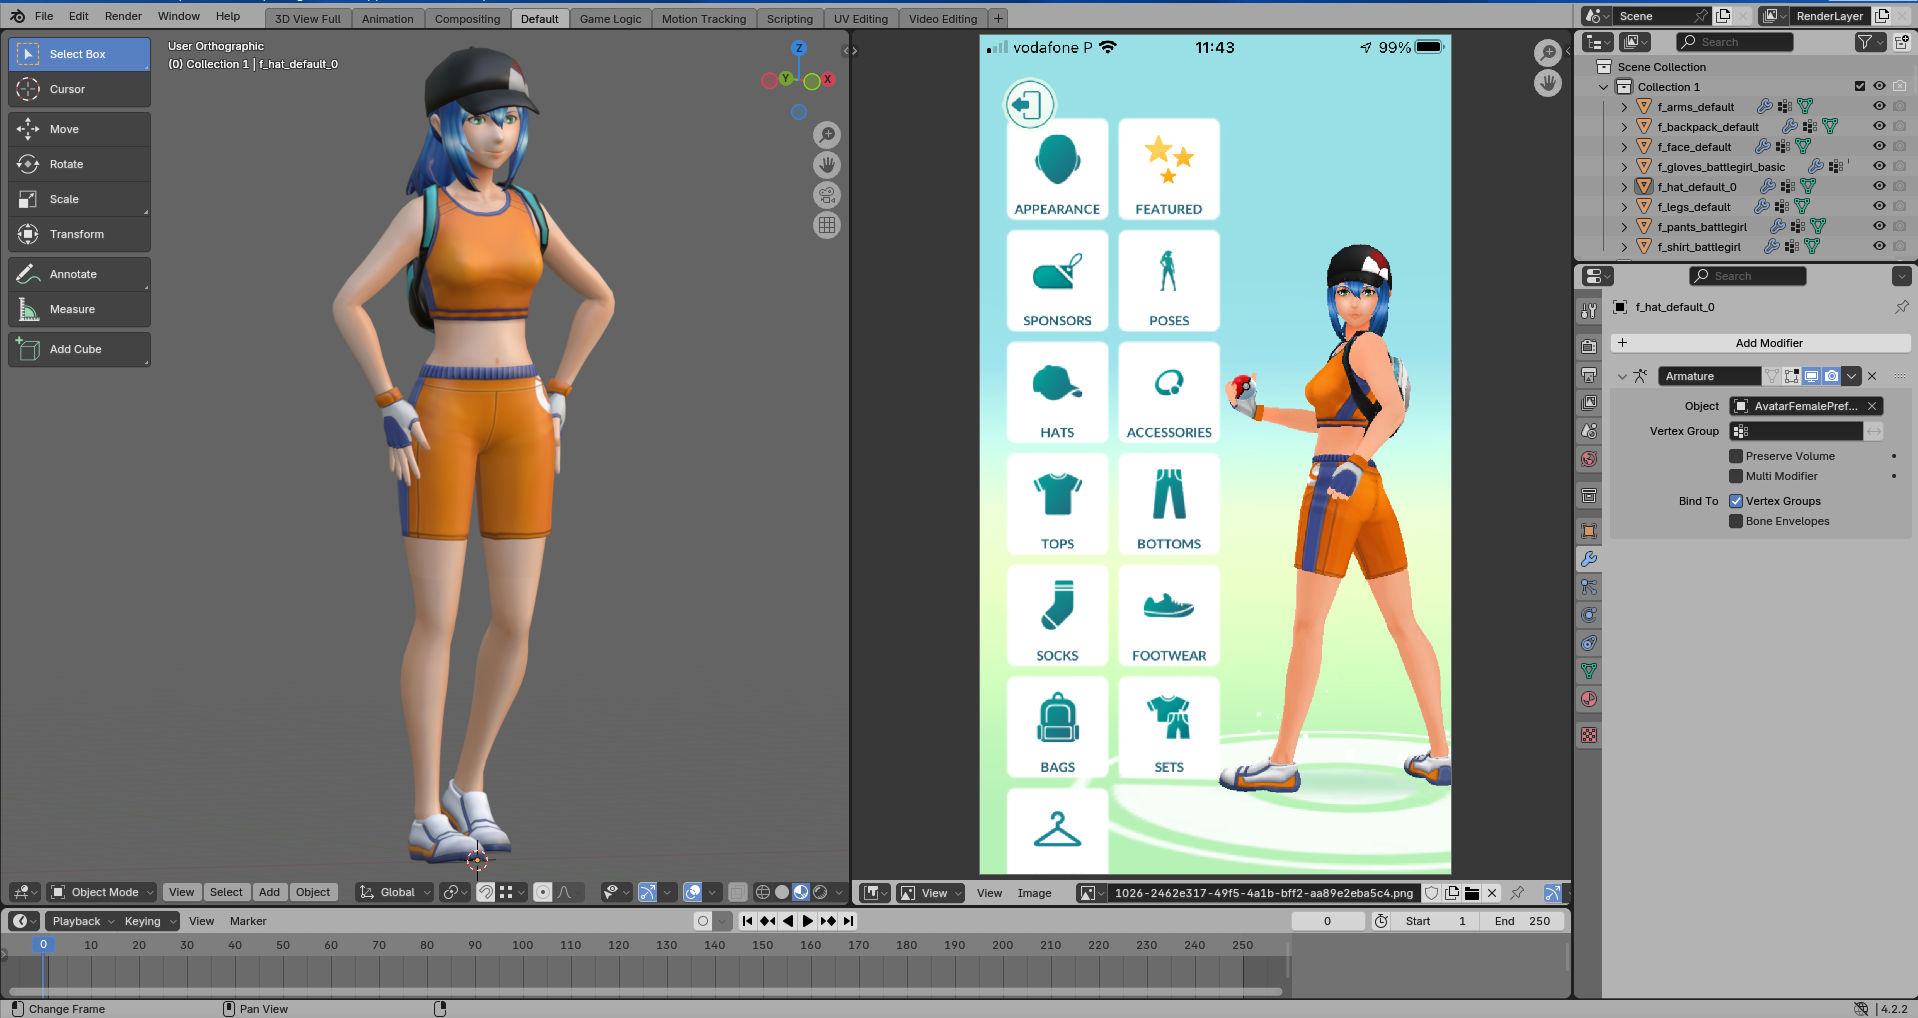 File Edit Render Window Help
3D View Full Animation Compositing Default Game Logic Motion Tracking Scripting UV Editing Video Editing +
Scene
RenderLayer
Select Box
Cursor
Move
Rotate
Scale
Transform
Annotate
Measure
Add Cube
User Orthographic
(0) Collection 1 | f_hat_default_0
Z
Y
X
vodafone P
11:43
99%
APPEARANCE
FEATURED
SPONSORS
POSES
HATS
ACCESSORIES
TOPS
BOTTOMS
SOCKS
FOOTWEAR
BAGS
SETS
Search
Scene Collection
Collection 1
f_arms_default
f_backpack_default
f_face_default
f_gloves_battlegirl_basic
f_hat_default_0
f_legs_default
f_pants_battlegirl
f_shirt_battlegirl
Search
f_hat_default_0
+ Add Modifier
Armature
Object AvatarFemalePref...
Vertex Group
Preserve Volume
Multi Modifier
Bind To Vertex Groups
Bone Envelopes
Object Mode View Select Add Object Global
View View Image 1026-2462e317-49f5-4a1b-bff2-aa89e2eba5c4.png
Playback Keying View Marker
0 Start 1 End 250
0 10 20 30 40 50 60 70 80 90 100 110 120 130 140 150 160 170 180 190 200 210 220 230 240 250
Change Frame Pan View
4.2.2